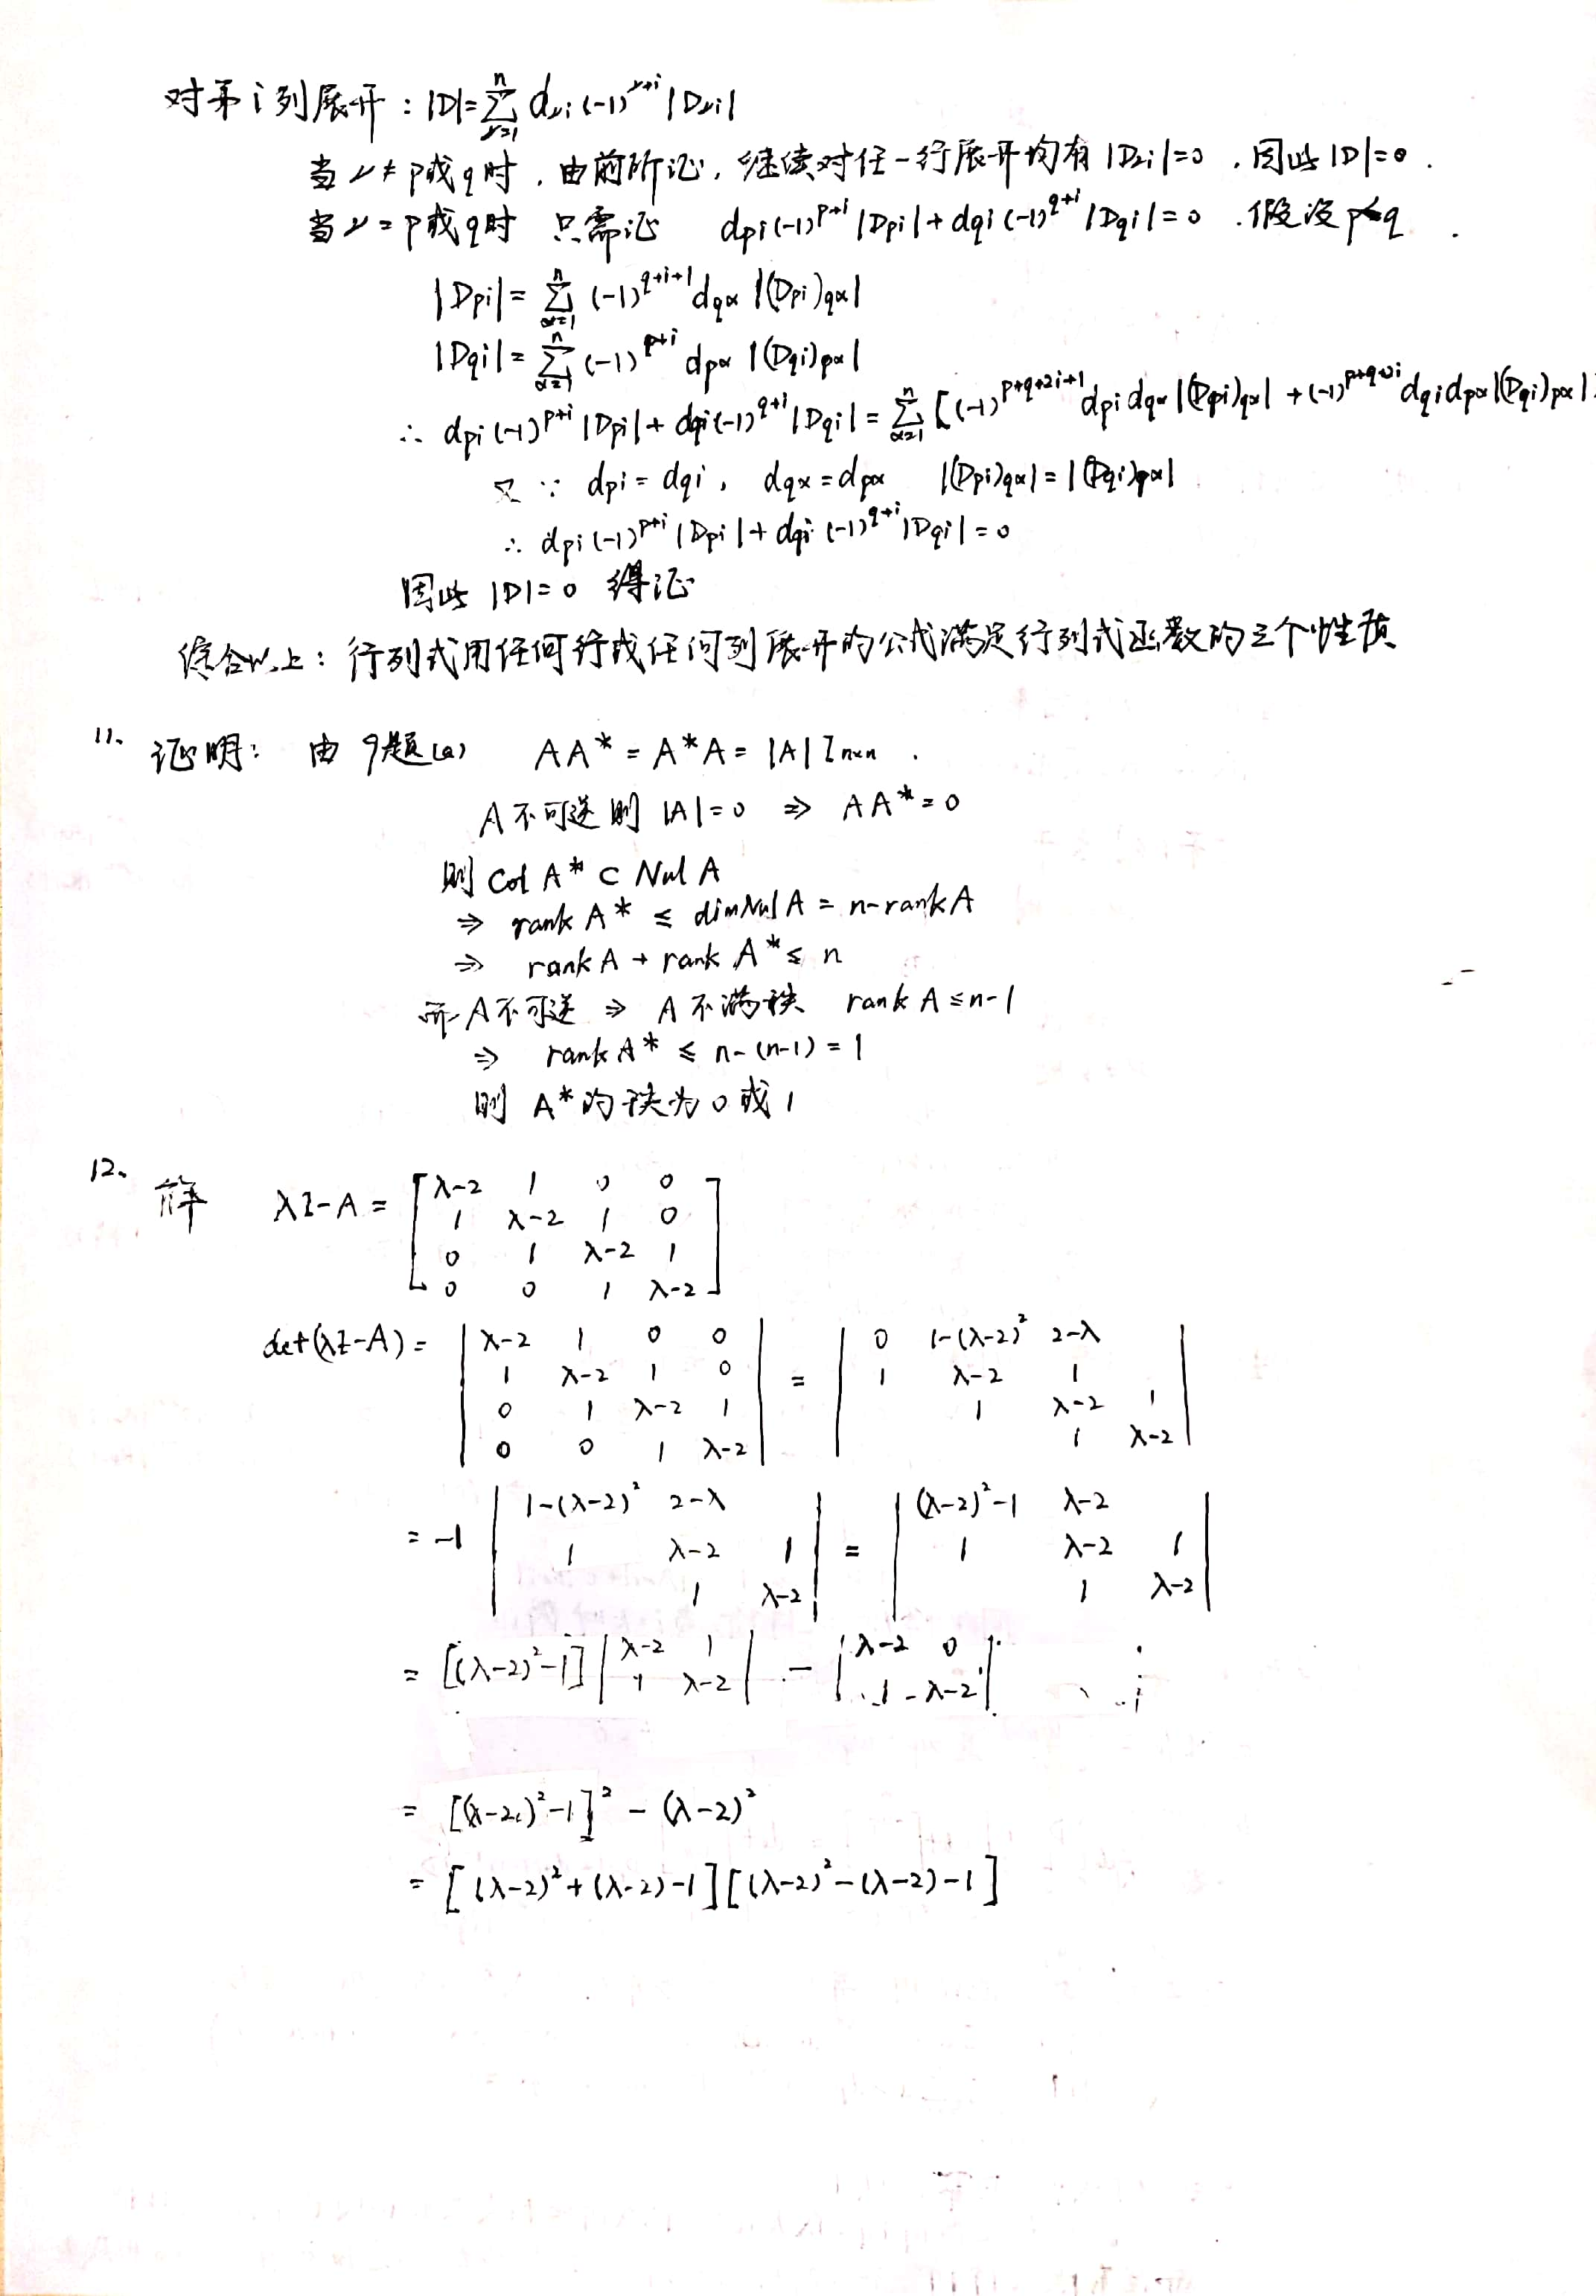 对第i列展开：|D|=∑_{ν=1}^{n} d_{νi}(-1)^{ν+i}|D_{νi}|
当ν≠p或q时，由前所证，继续对任一行展开均有|D_{νi}|=0，因此|D|=0.
当ν=p或q时 只需证 d_{pi}(-1)^{p+i}|D_{pi}|+d_{qi}(-1)^{q+i}|D_{qi}|=0 .假设p<q
|D_{pi}|=∑_{α=1}^{n}(-1)^{q+i+1}d_{qα}|(D_{pi})_{qα}|
|D_{qi}|=∑_{α=1}^{n}(-1)^{p+i}d_{pα}|(D_{qi})_{pα}|
∴ d_{pi}(-1)^{p+i}|D_{pi}|+d_{qi}(-1)^{q+i}|D_{qi}|=∑_{α=1}^{n}[(-1)^{p+q+2i+1}d_{pi}d_{qα}|(D_{pi})_{qα}|+(-1)^{p+q+2i}d_{qi}d_{pα}|(D_{qi})_{pα}|]
又∵ d_{pi}=d_{qi}，d_{qα}=d_{pα} |(D_{pi})_{qα}|=|(D_{qi})_{pα}|
∴ d_{pi}(-1)^{p+i}|D_{pi}|+d_{qi}(-1)^{q+i}|D_{qi}|=0
因此|D|=0 得证
综合以上：行列式用任何行或任何列展开的公式满足行列式函数的三个性质
11、证明：由9题(a) AA*=A*A=|A|I_{n×n}.
A不可逆则|A|=0 ⇒ AA*=0
则 Col A* ⊂ Nul A
⇒ rank A* ≤ dim Nul A = n-rank A
⇒ rank A + rank A* ≤ n
而A不可逆 ⇒ A不满秩 rank A ≤ n-1
⇒ rank A* ≤ n-(n-1)=1
则 A*的秩为0或1
12、解 λI-A = [λ-2 1 0 0
1 λ-2 1 0
0 1 λ-2 1
0 0 1 λ-2]
det(λI-A) = |λ-2 1 0 0 = |0 1-(λ-2)² 2-λ
1 λ-2 1 0 1 λ-2 1
0 1 λ-2 1 1 λ-2 1
0 0 1 λ-2| 1 λ-2|
= -1 |1-(λ-2)² 2-λ = |(λ-2)²-1 λ-2
1 λ-2 1 1 λ-2 1
1 λ-2| 1 λ-2|
= [(λ-2)²-1] |λ-2 1 - |λ-2 0
1 λ-2| 1 λ-2|
= [(λ-2)²-1]² - (λ-2)²
= [(λ-2)²+(λ-2)-1][(λ-2)²-(λ-2)-1]